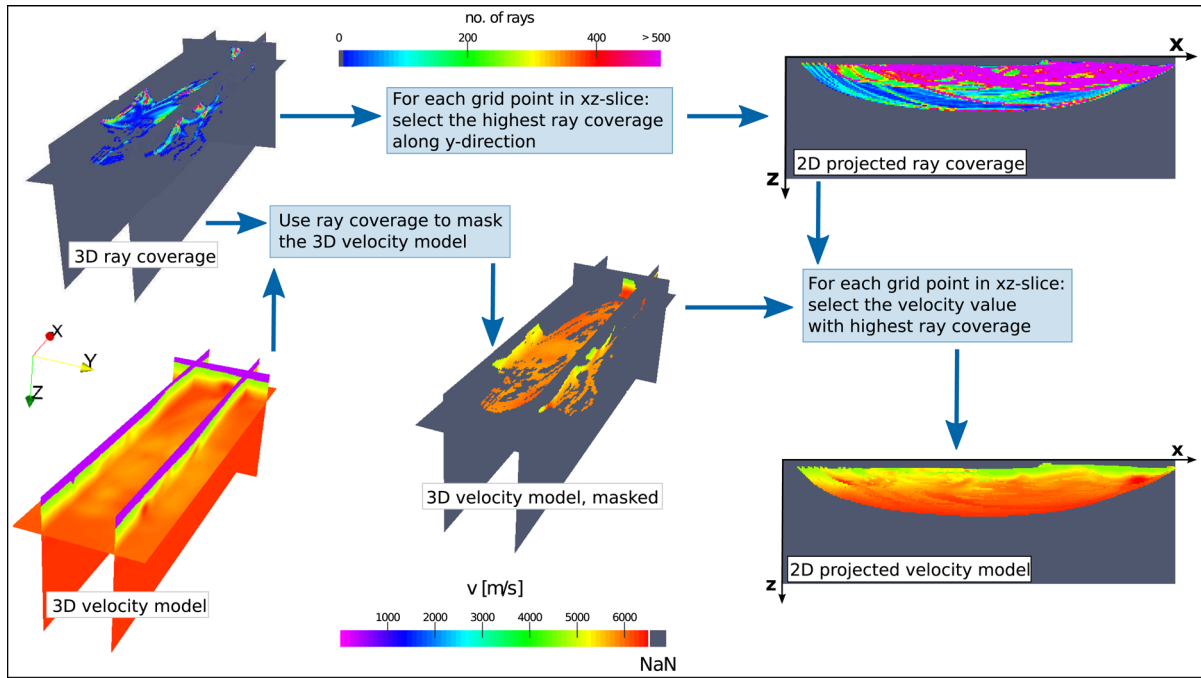 no. of rays
0 200 400 > 500
For each grid point in xz-slice:
select the highest ray coverage
along y-direction
x
2D projected ray coverage
z
3D ray coverage
Use ray coverage to mask
the 3D velocity model
For each grid point in xz-slice:
select the velocity value
with highest ray coverage
X
Y
Z
3D velocity model, masked
x
2D projected velocity model
z
3D velocity model
v [m/s]
1000 2000 3000 4000 5000 6000
NaN